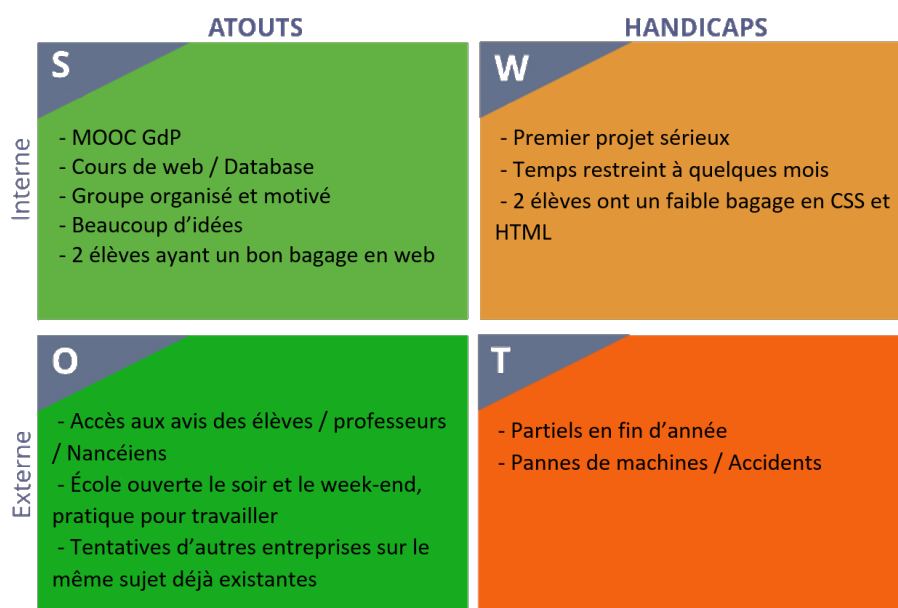 ATOUTS
HANDICAPS
Interne
S
- MOOC GdP
- Cours de web / Database
- Groupe organisé et motivé
- Beaucoup d'idées
- 2 élèves ayant un bon bagage en web
W
- Premier projet sérieux
- Temps restreint à quelques mois
- 2 élèves ont un faible bagage en CSS et
HTML
Externe
O
- Accès aux avis des élèves / professeurs
/ Nancéiens
- École ouverte le soir et le week-end,
pratique pour travailler
- Tentatives d'autres entreprises sur le
même sujet déjà existantes
T
- Partiels en fin d'année
- Pannes de machines / Accidents